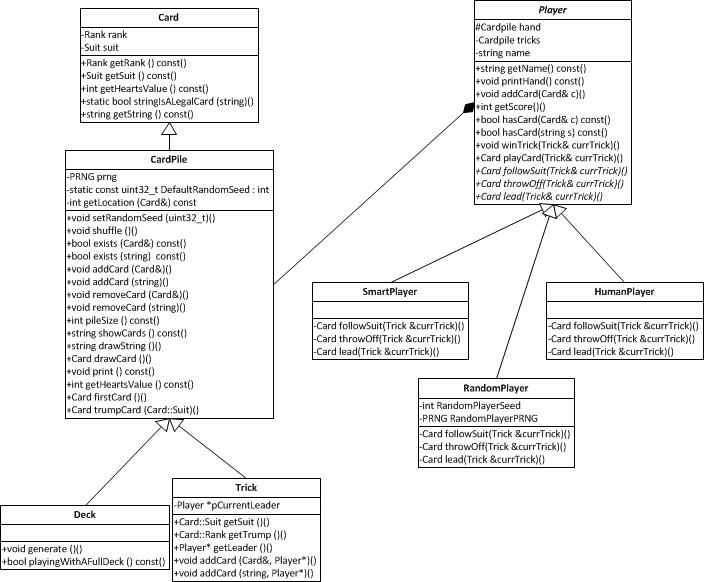 Card
-Rank rank
-Suit suit
+Rank getRank () const()
+Suit getSuit () const()
+int getHeartsValue () const()
+static bool stringIsALegalCard (string)()
+string getString () const()
Player
#Cardpile hand
-Cardpile tricks
-string name
+string getName() const()
+void printHand() const()
+void addCard(Card& c)()
+int getScore()()
+bool hasCard(Card& c) const()
+bool hasCard(string s) const()
+void winTrick(Trick& currTrick)()
+Card playCard(Trick& currTrick)()
+Card followSuit(Trick& currTrick)()
+Card throwOff(Trick& currTrick)()
+Card lead(Trick& currTrick)()
CardPile
-PRNG prng
-static const uint32_t DefaultRandomSeed : int
-int getLocation (Card&) const
+void setRandomSeed (uint32_t)()
+void shuffle ()()
+bool exists (Card&) const()
+bool exists (string) const()
+void addCard (Card&)()
+void addCard (string)()
+void removeCard (Card&)()
+void removeCard (string)()
+int pileSize () const()
+string showCards () const()
+string drawString ()()
+Card drawCard ()()
+void print () const()
+int getHeartsValue () const()
+Card firstCard ()()
+Card trumpCard (Card::Suit)()
SmartPlayer
-Card followSuit(Trick &currTrick)()
-Card throwOff(Trick &currTrick)()
-Card lead(Trick &currTrick)()
HumanPlayer
-Card followSuit(Trick &currTrick)()
-Card throwOff(Trick &currTrick)()
-Card lead(Trick &currTrick)()
RandomPlayer
-int RandomPlayerSeed
-PRNG RandomPlayerPRNG
-Card followSuit(Trick &currTrick)()
-Card throwOff(Trick &currTrick)()
-Card lead(Trick &currTrick)()
Deck
+void generate ()()
+bool playingWithAFullDeck () const()
Trick
-Player *pCurrentLeader
+Card::Suit getSuit ()()
+Card::Rank getTrump ()()
+Player* getLeader ()()
+void addCard (Card&, Player*)()
+void addCard (string, Player*)()